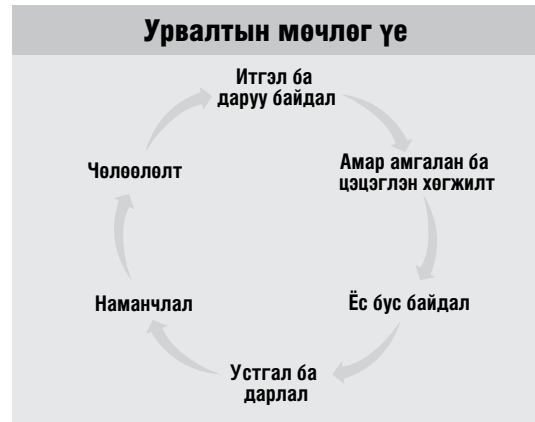 Урвалтын мөчлөг үе
Итгэл ба
даруу байдал
Амар амгалан ба
цэцэглэн хөгжилт
Ёс бус байдал
Устгал ба
дарлал
Наманчлал
Чөлөөлөлт